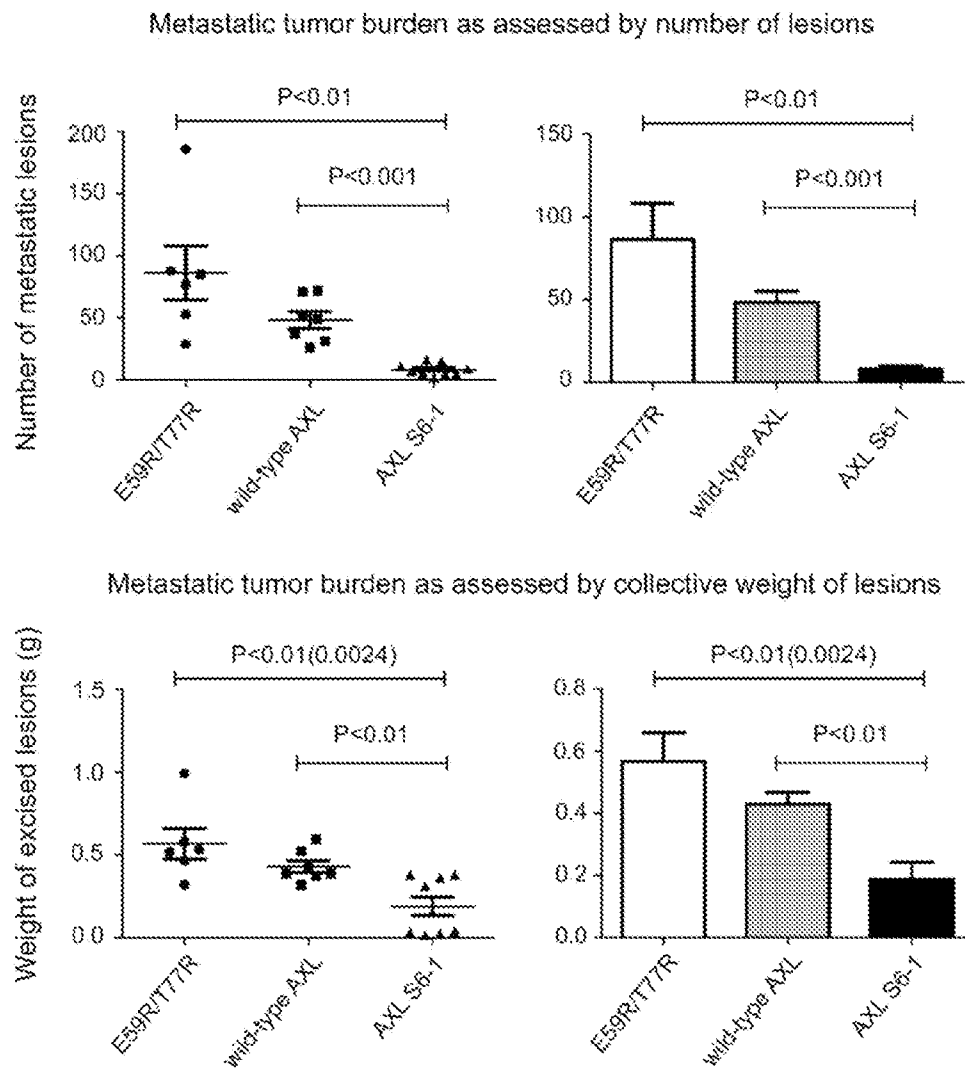 Metastatic tumor burden as assessed by number of lesions
Number of metastatic lesions
200
150
100
50
0
P<0.01
P<0.001
E59R/T77R
wild-type AXL
AXL S6-1
150
100
50
0
P<0.01
P<0.001
E59R/T77R
wild-type AXL
AXL S6-1
Metastatic tumor burden as assessed by collective weight of lesions
Weight of excised lesions (g)
1.5
1.0
0.5
0.0
P<0.01(0.0024)
P<0.01
E59R/T77R
wild-type AXL
AXL S6-1
0.8
0.6
0.4
0.2
0.0
P<0.01(0.0024)
P<0.01
E59R/T77R
wild-type AXL
AXL S6-1